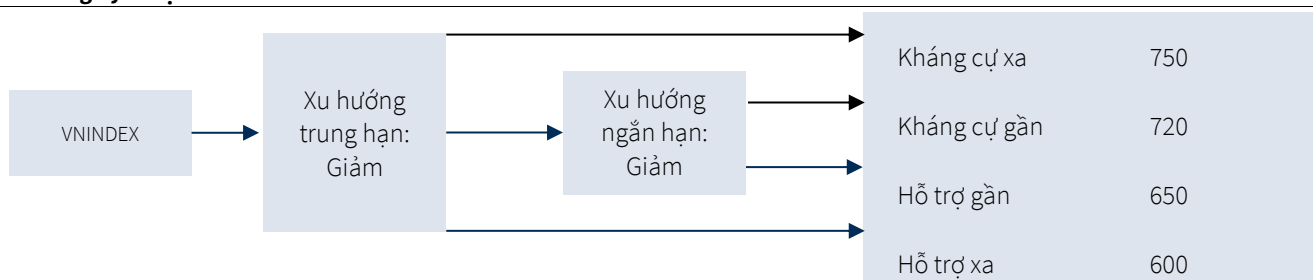 VNINDEX
Xu hướng
trung hạn:
Giảm
Xu hướng
ngắn hạn:
Giảm
Kháng cự xa 750
Kháng cự gần 720
Hỗ trợ gần 650
Hỗ trợ xa 600